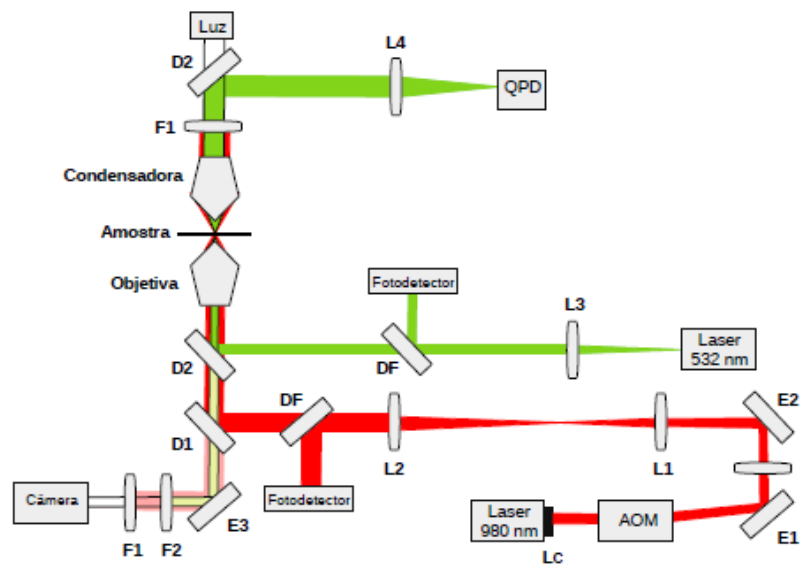 Luz
D2
L4
QPD
F1
Condensadora
Amostra
Objetiva
Fotodetector
L3
Laser
532 nm
D2
DF
DF
E2
D1
L2
L1
Câmera
Fotodetector
Laser
980 nm
AOM
E3
E1
F1
F2
Lc